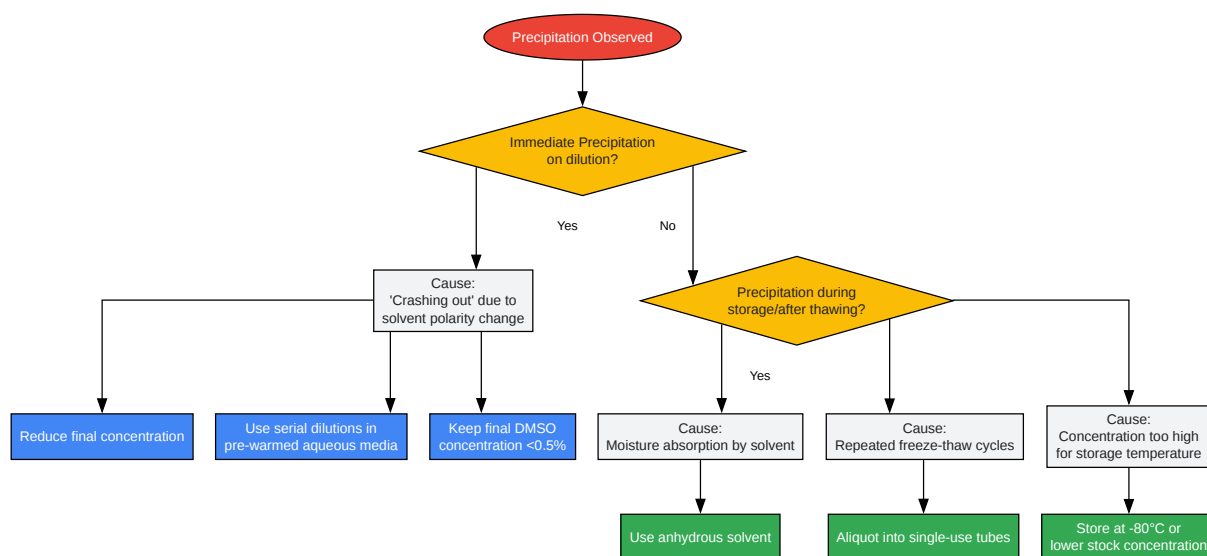 Precipitation Observed
Immediate Precipitation
on dilution?
Yes
No
Cause:
'Crashing out' due to
solvent polarity change
Precipitation during
storage/after thawing?
Yes
Reduce final concentration
Use serial dilutions in
pre-warmed aqueous media
Keep final DMSO
concentration <0.5%
Cause:
Moisture absorption by solvent
Cause:
Repeated freeze-thaw cycles
Cause:
Concentration too high
for storage temperature
Use anhydrous solvent
Aliquot into single-use tubes
Store at -80°C or
lower stock concentration